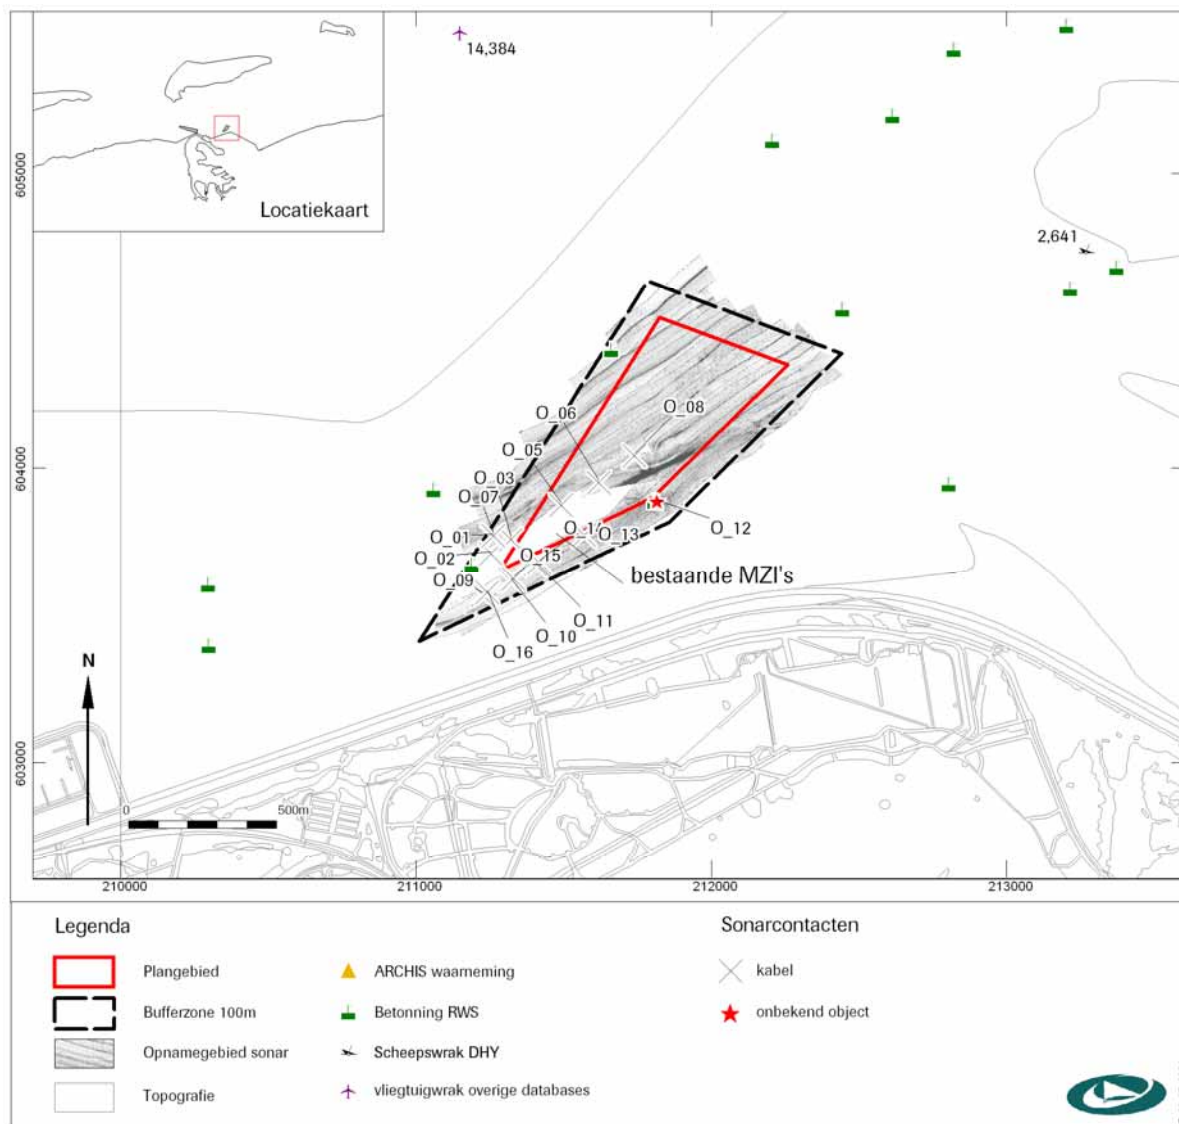 14,384
605000
Locatiekaart
2,641
O_08
O_06
O_05
604000
O_03
O_07
O_12
O_14
O_13
O_01
O_15
O_02
bestaande MZI's
O_09
O_11
O_10
O_16
N
603000
0
500m
210000
211000
212000
213000
Legenda
Sonarcontacten
Plangebied
ARCHIS waarneming
kabel
Bufferzone 100m
Betonning RWS
onbekend object
Opnamegebied sonar
Scheepswrak DHY
Topografie
vliegtuigwrak overige databases